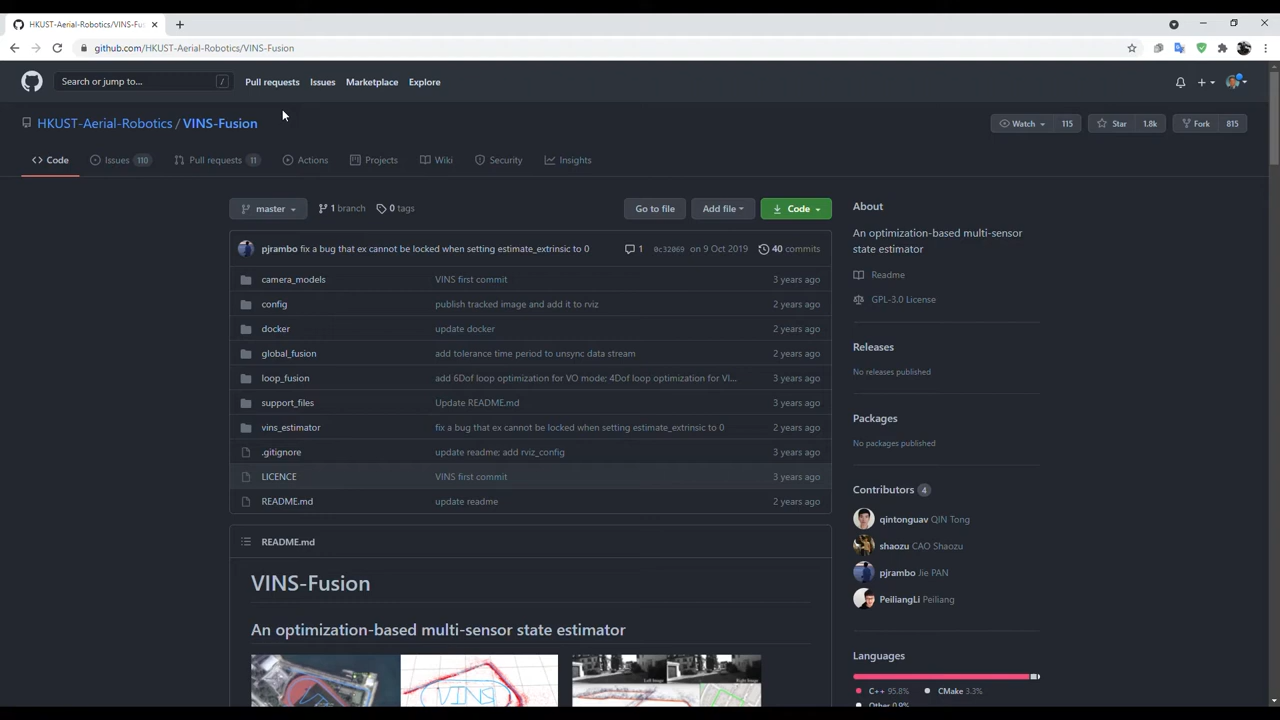 HKUST-Aerial-Robotics/VINS-Fu
github.com/HKUST-Aerial-Robotics/VINS-Fusion
Search or jump to... / Pull requests Issues Marketplace Explore
HKUST-Aerial-Robotics / VINS-Fusion Watch 115 Star 1.8k Fork 815
Code Issues 110 Pull requests 11 Actions Projects Wiki Security Insights
master 1 branch 0 tags Go to file Add file Code
pjrambo fix a bug that ex cannot be locked when setting estimate_extrinsic to 0 1 0c32069 on 9 Oct 2019 40 commits
camera_models VINS first commit 3 years ago
config publish tracked image and add it to rviz 2 years ago
docker update docker 2 years ago
global_fusion add tolerance time period to unsync data stream 2 years ago
loop_fusion add 6Dof loop optimization for VO mode; 4Dof loop optimization for VI... 3 years ago
support_files Update README.md 3 years ago
vins_estimator fix a bug that ex cannot be locked when setting estimate_extrinsic to 0 2 years ago
.gitignore update readme; add rviz_config 3 years ago
LICENCE VINS first commit 3 years ago
README.md update readme 2 years ago
README.md
VINS-Fusion
An optimization-based multi-sensor state estimator
VINS
Left Image Right Image
About
An optimization-based multi-sensor
state estimator
Readme
GPL-3.0 License
Releases
No releases published
Packages
No packages published
Contributors 4
qintonguav QIN Tong
shaozu CAO Shaozu
pjrambo Jie PAN
PeiliangLi Peiliang
Languages
C++ 95.8% CMake 3.3%
Other 0.9%